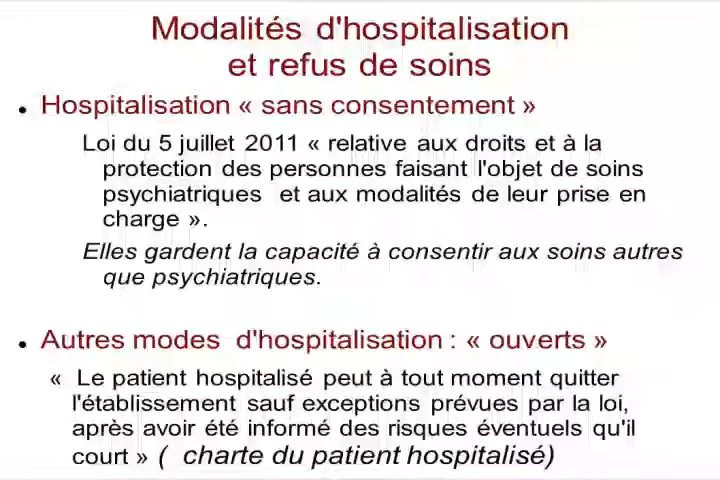 Modalités d'hospitalisation
et refus de soins
• Hospitalisation « sans consentement »
Loi du 5 juillet 2011 « relative aux droits et à la
protection des personnes faisant l'objet de soins
psychiatriques et aux modalités de leur prise en
charge ».
Elles gardent la capacité à consentir aux soins autres
que psychiatriques.
• Autres modes d'hospitalisation : « ouverts »
« Le patient hospitalisé peut à tout moment quitter
l'établissement sauf exceptions prévues par la loi,
après avoir été informé des risques éventuels qu'il
court » ( charte du patient hospitalisé)